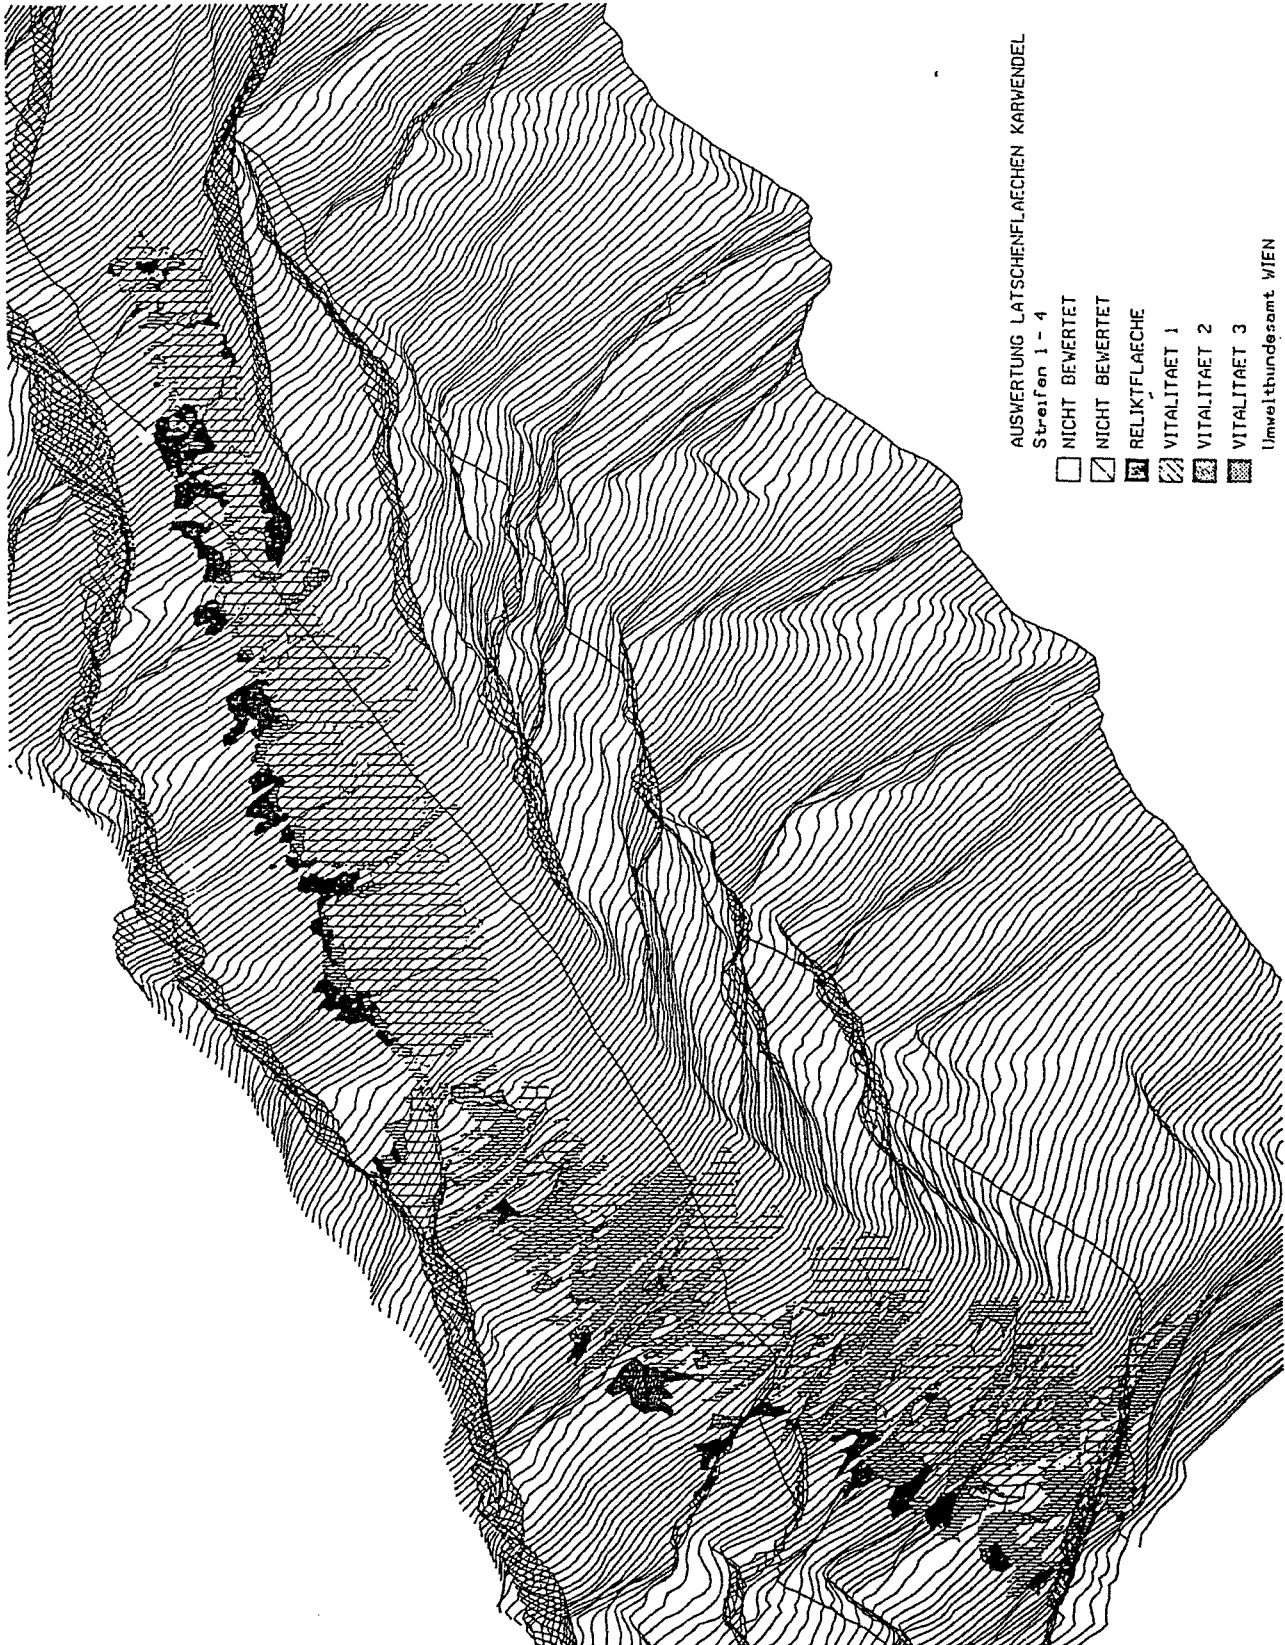 AUSWERTUNG LATSCHENFLAECHEN KARWENDEL
Streifen 1 - 4
NICHT BEWERTET
NICHT BEWERTET
RELIKTFLAECHE
VITALITAET 1
VITALITAET 2
VITALITAET 3
Umweltbundesamt WIEN